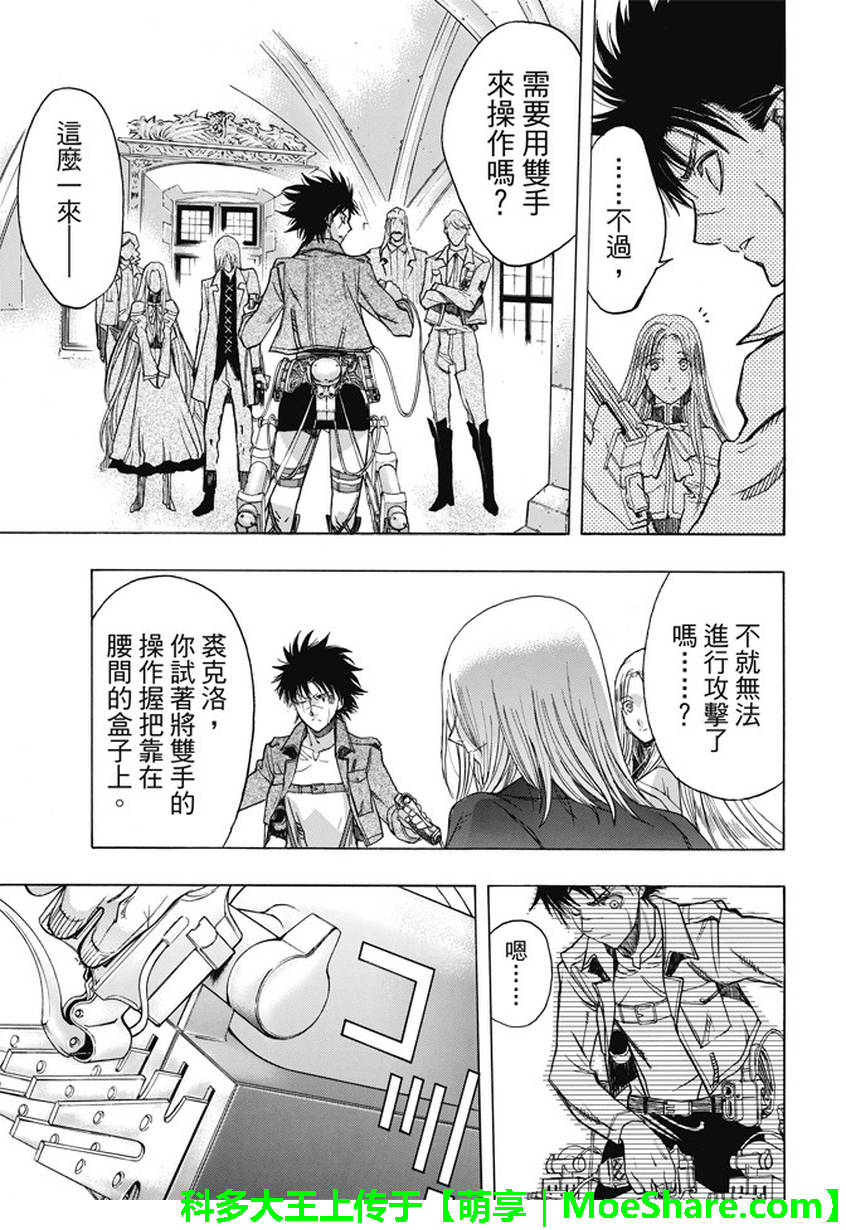 ……不過，
需要用雙手
來操作嗎？
這麼一來——
不就無法
進行攻擊了
嗎……？
裘克洛，
你試著將雙手的
操作握把靠在
腰間的盒子上。
嗯……
コツ
科多大王上传于【萌享｜MoeShare.com】